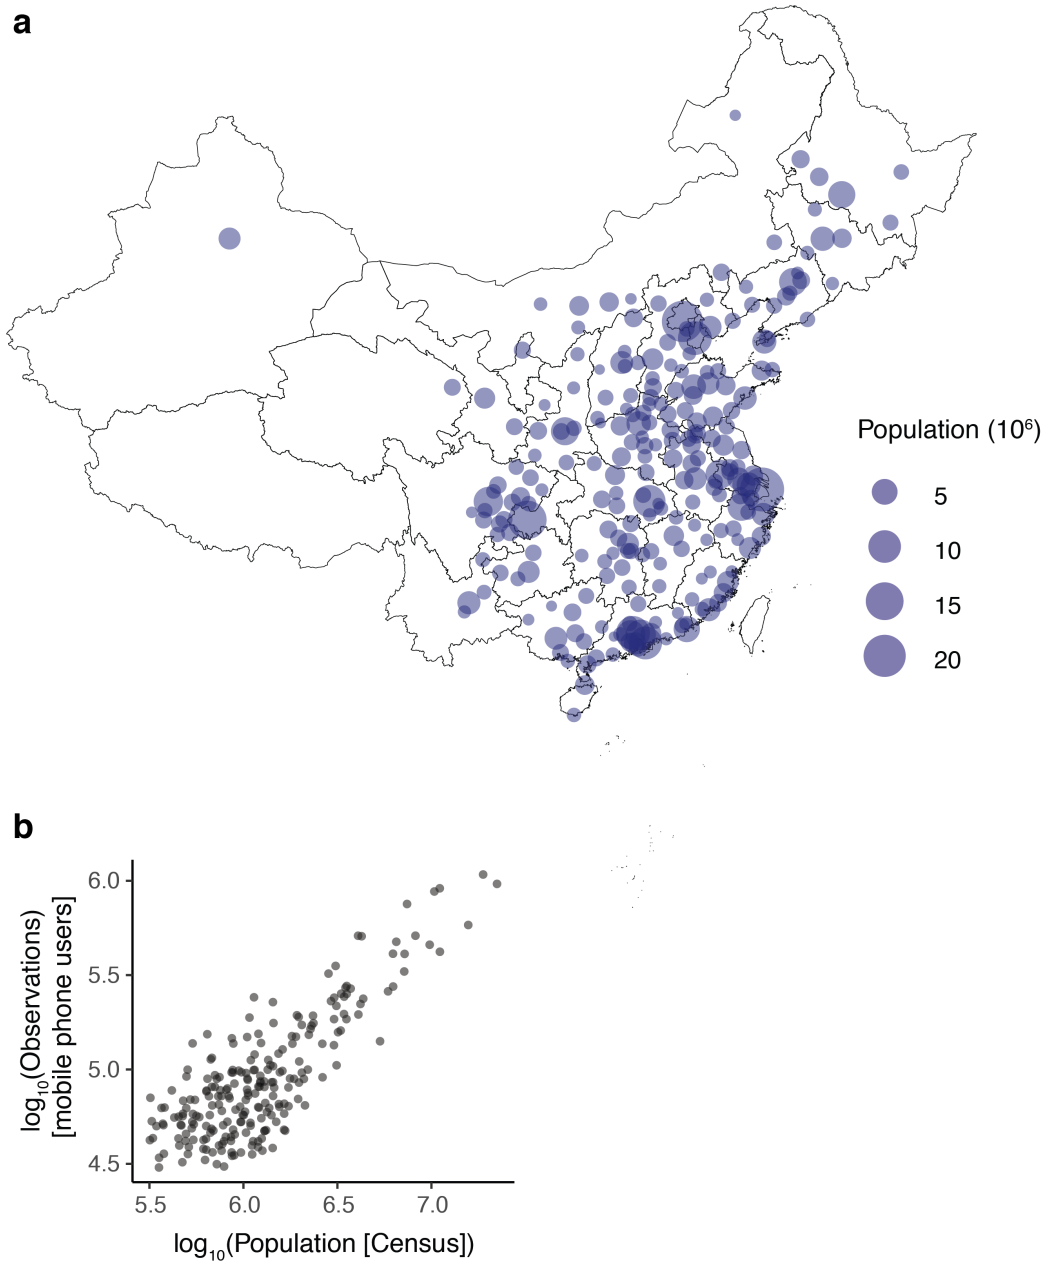 a
Population (10⁶)
5
10
15
20
b
log₁₀(Observations)
[mobile phone users]
6.0
5.5
5.0
4.5
5.5 6.0 6.5 7.0
log₁₀(Population [Census])